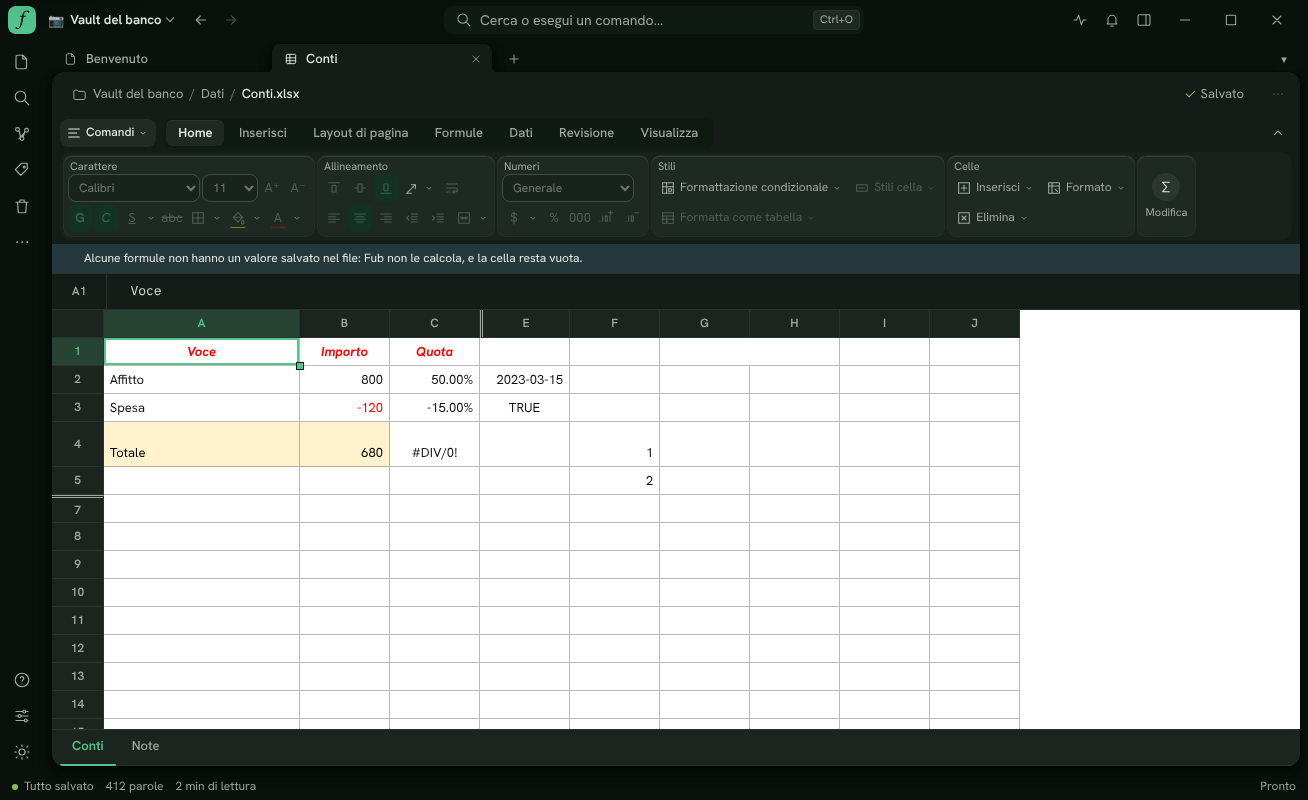 Vault del banco
Cerca o esegui un comando...
Ctrl+O
Benvenuto
Conti
Vault del banco / Dati / Conti.xlsx
Salvato
Comandi
Home Inserisci Layout di pagina Formule Dati Revisione Visualizza
Carattere
Calibri 11 A+ A−
G C S abc A
Allineamento
Numeri
Generale
$ % 000
Stili
Formattazione condizionale Stili cella
Formatta come tabella
Celle
Inserisci Formato
Elimina
Σ
Modifica
Alcune formule non hanno un valore salvato nel file: Fub non le calcola, e la cella resta vuota.
A1 Voce
A B C E F G H I J
1 Voce Importo Quota
2 Affitto 800 50.00% 2023-03-15
3 Spesa -120 -15.00% TRUE
4 Totale 680 #DIV/0! 1
5 2
7
8
9
10
11
12
13
14
Conti Note
Tutto salvato 412 parole 2 min di lettura
Pronto